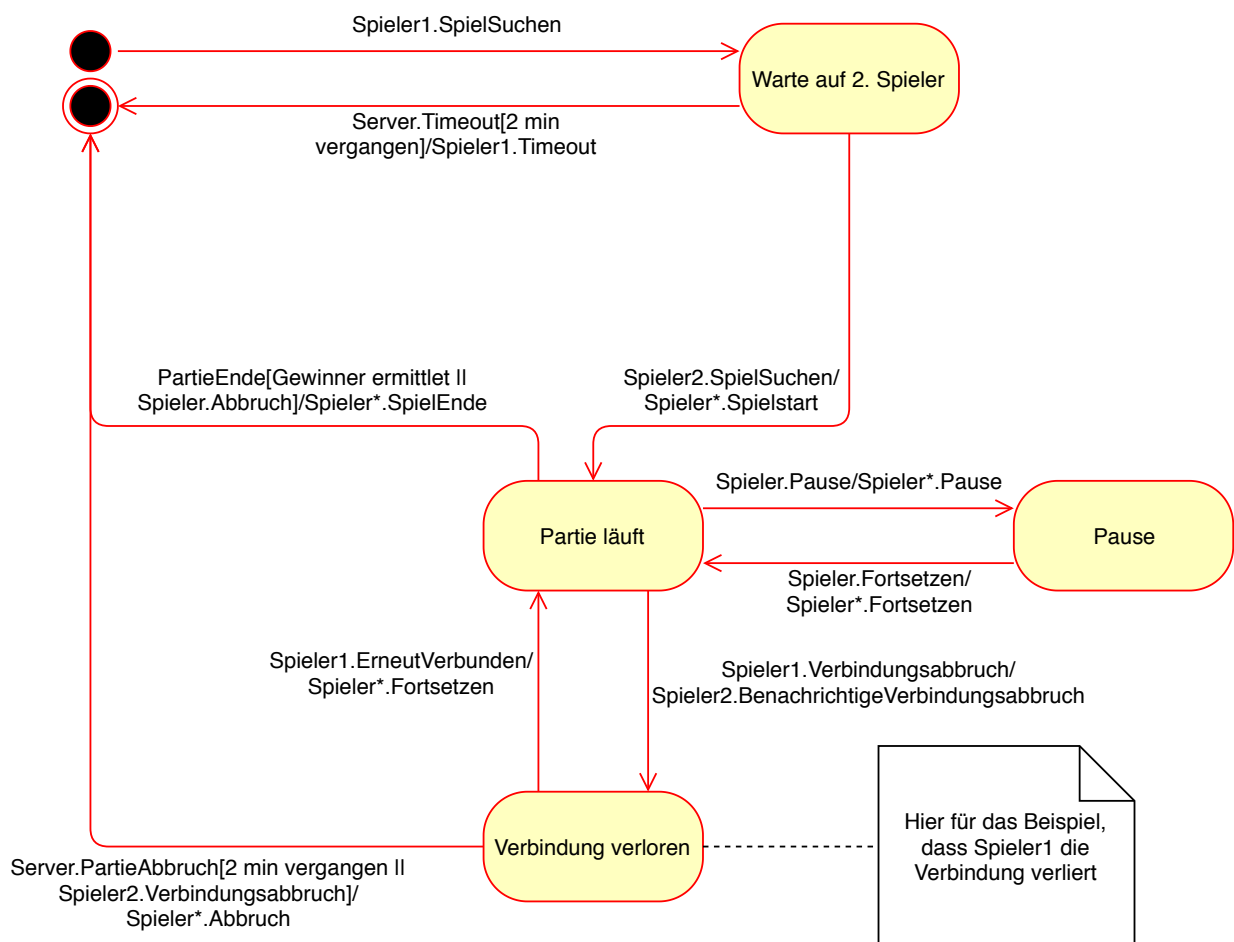 Spieler1.SpielSuchen
Warte auf 2. Spieler
Server.Timeout[2 min
vergangen]/Spieler1.Timeout
PartieEnde[Gewinner ermittlet ||
Spieler.Abbruch]/Spieler*.SpielEnde
Spieler2.SpielSuchen/
Spieler*.Spielstart
Spieler.Pause/Spieler*.Pause
Partie läuft
Pause
Spieler.Fortsetzen/
Spieler*.Fortsetzen
Spieler1.ErneutVerbunden/
Spieler*.Fortsetzen
Spieler1.Verbindungsabbruch/
Spieler2.BenachrichtigeVerbindungsabbruch
Verbindung verloren
Hier für das Beispiel,
dass Spieler1 die
Verbindung verliert
Server.PartieAbbruch[2 min vergangen ||
Spieler2.Verbindungsabbruch]/
Spieler*.Abbruch